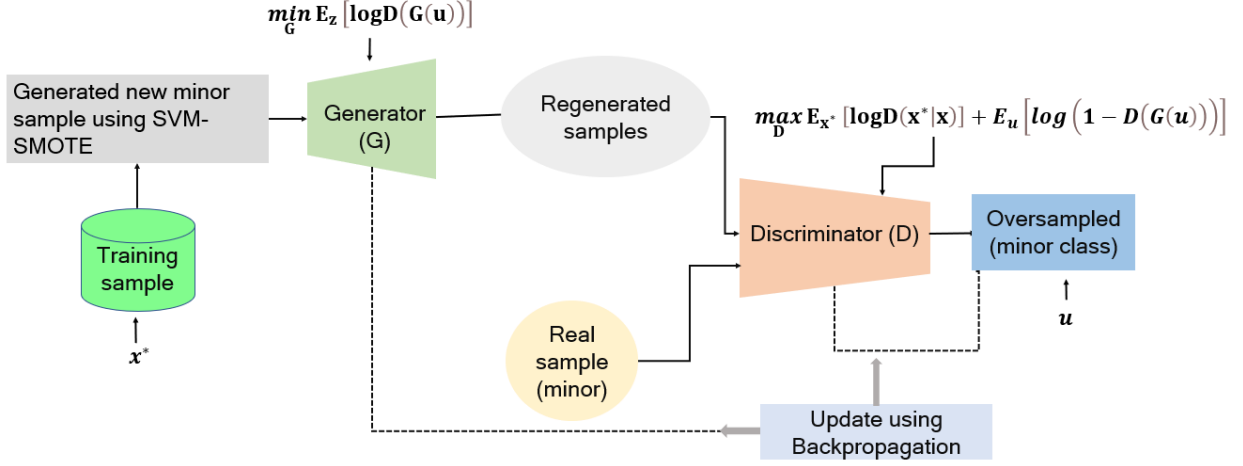 min E_z [logD(G(u))]
G
Generated new minor
sample using SVM-
SMOTE
Generator
(G)
Regenerated
samples
max E_x* [logD(x*|x)] + E_u [log (1 − D(G(u)))]
D
Training
sample
x*
Discriminator (D)
Oversampled
(minor class)
u
Real
sample
(minor)
Update using
Backpropagation